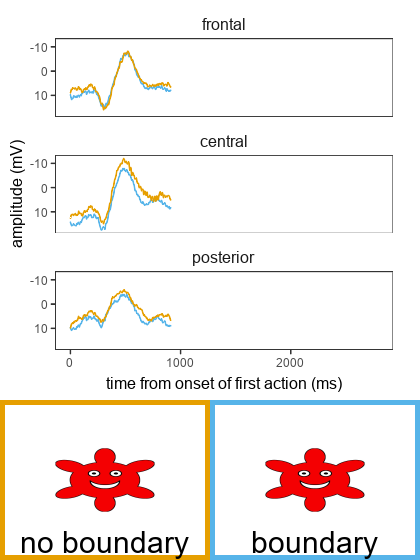 frontal
-10
0
10
central
-10
0
10
posterior
-10
0
10
amplitude (mV)
0 1000 2000
time from onset of first action (ms)
no boundary boundary